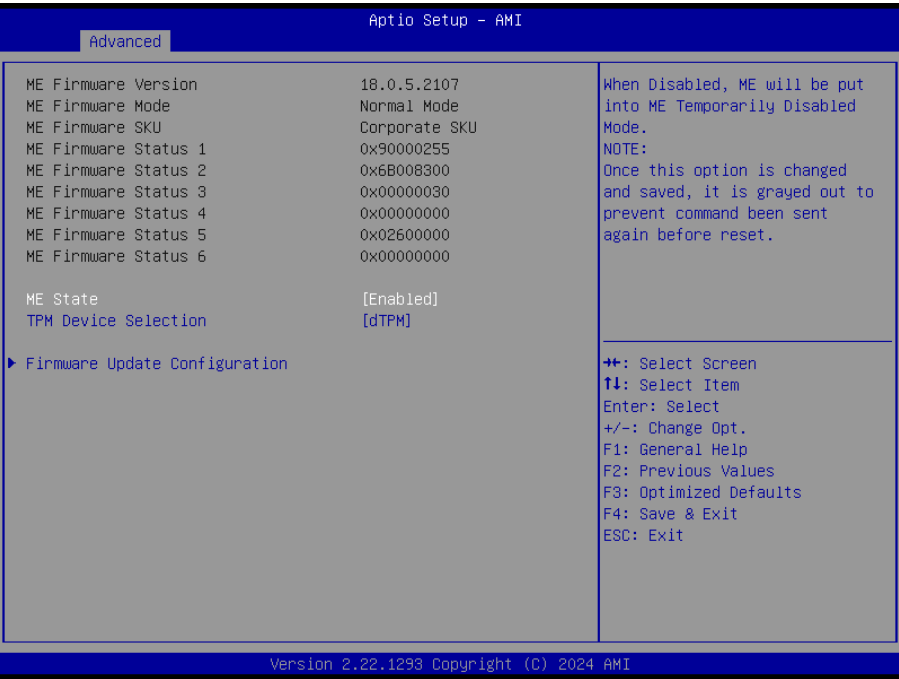 Aptio Setup – AMI
Advanced
ME Firmware Version 18.0.5.2107
ME Firmware Mode Normal Mode
ME Firmware SKU Corporate SKU
ME Firmware Status 1 0x90000255
ME Firmware Status 2 0x6B008300
ME Firmware Status 3 0x00000030
ME Firmware Status 4 0x00000000
ME Firmware Status 5 0x02600000
ME Firmware Status 6 0x00000000
ME State [Enabled]
TPM Device Selection [dTPM]
Firmware Update Configuration
When Disabled, ME will be put
into ME Temporarily Disabled
Mode.
NOTE:
Once this option is changed
and saved, it is grayed out to
prevent command been sent
again before reset.
→←: Select Screen
↑↓: Select Item
Enter: Select
+/-: Change Opt.
F1: General Help
F2: Previous Values
F3: Optimized Defaults
F4: Save & Exit
ESC: Exit
Version 2.22.1293 Copyright (C) 2024 AMI